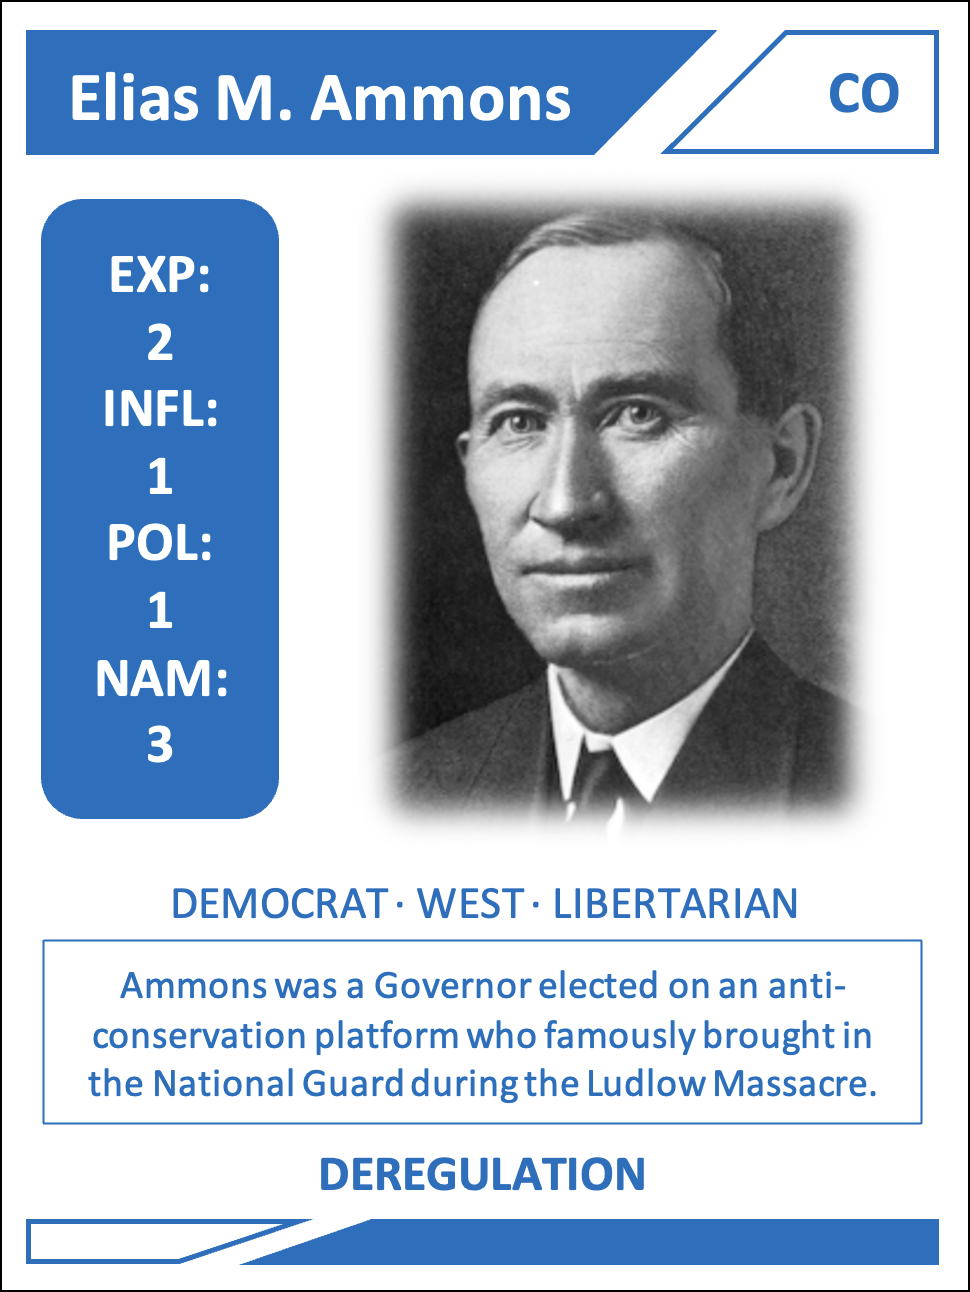 Elias M. Ammons
CO
EXP:
2
INFL:
1
POL:
1
NAM:
3
DEMOCRAT · WEST · LIBERTARIAN
Ammons was a Governor elected on an anti-
conservation platform who famously brought in
the National Guard during the Ludlow Massacre.
DEREGULATION